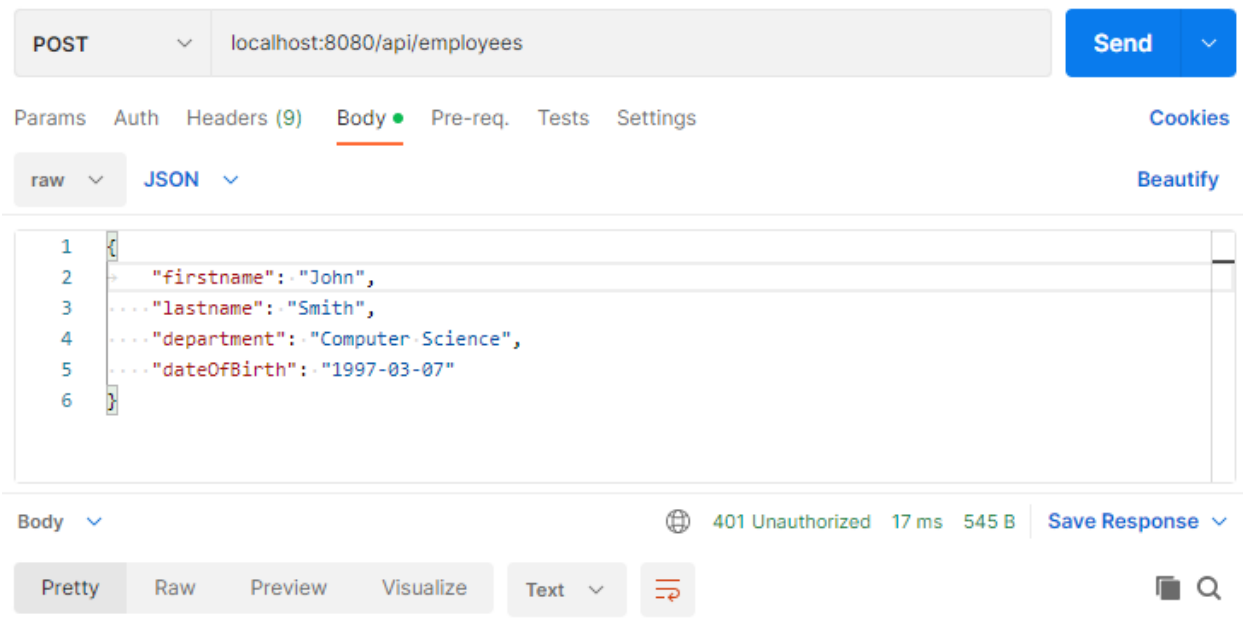 POST localhost:8080/api/employees Send
Params Auth Headers (9) Body Pre-req. Tests Settings Cookies
raw JSON Beautify
1 {
2 "firstname": "John",
3 "lastname": "Smith",
4 "department": "Computer Science",
5 "dateOfBirth": "1997-03-07"
6 }
Body 401 Unauthorized 17 ms 545 B Save Response
Pretty Raw Preview Visualize Text